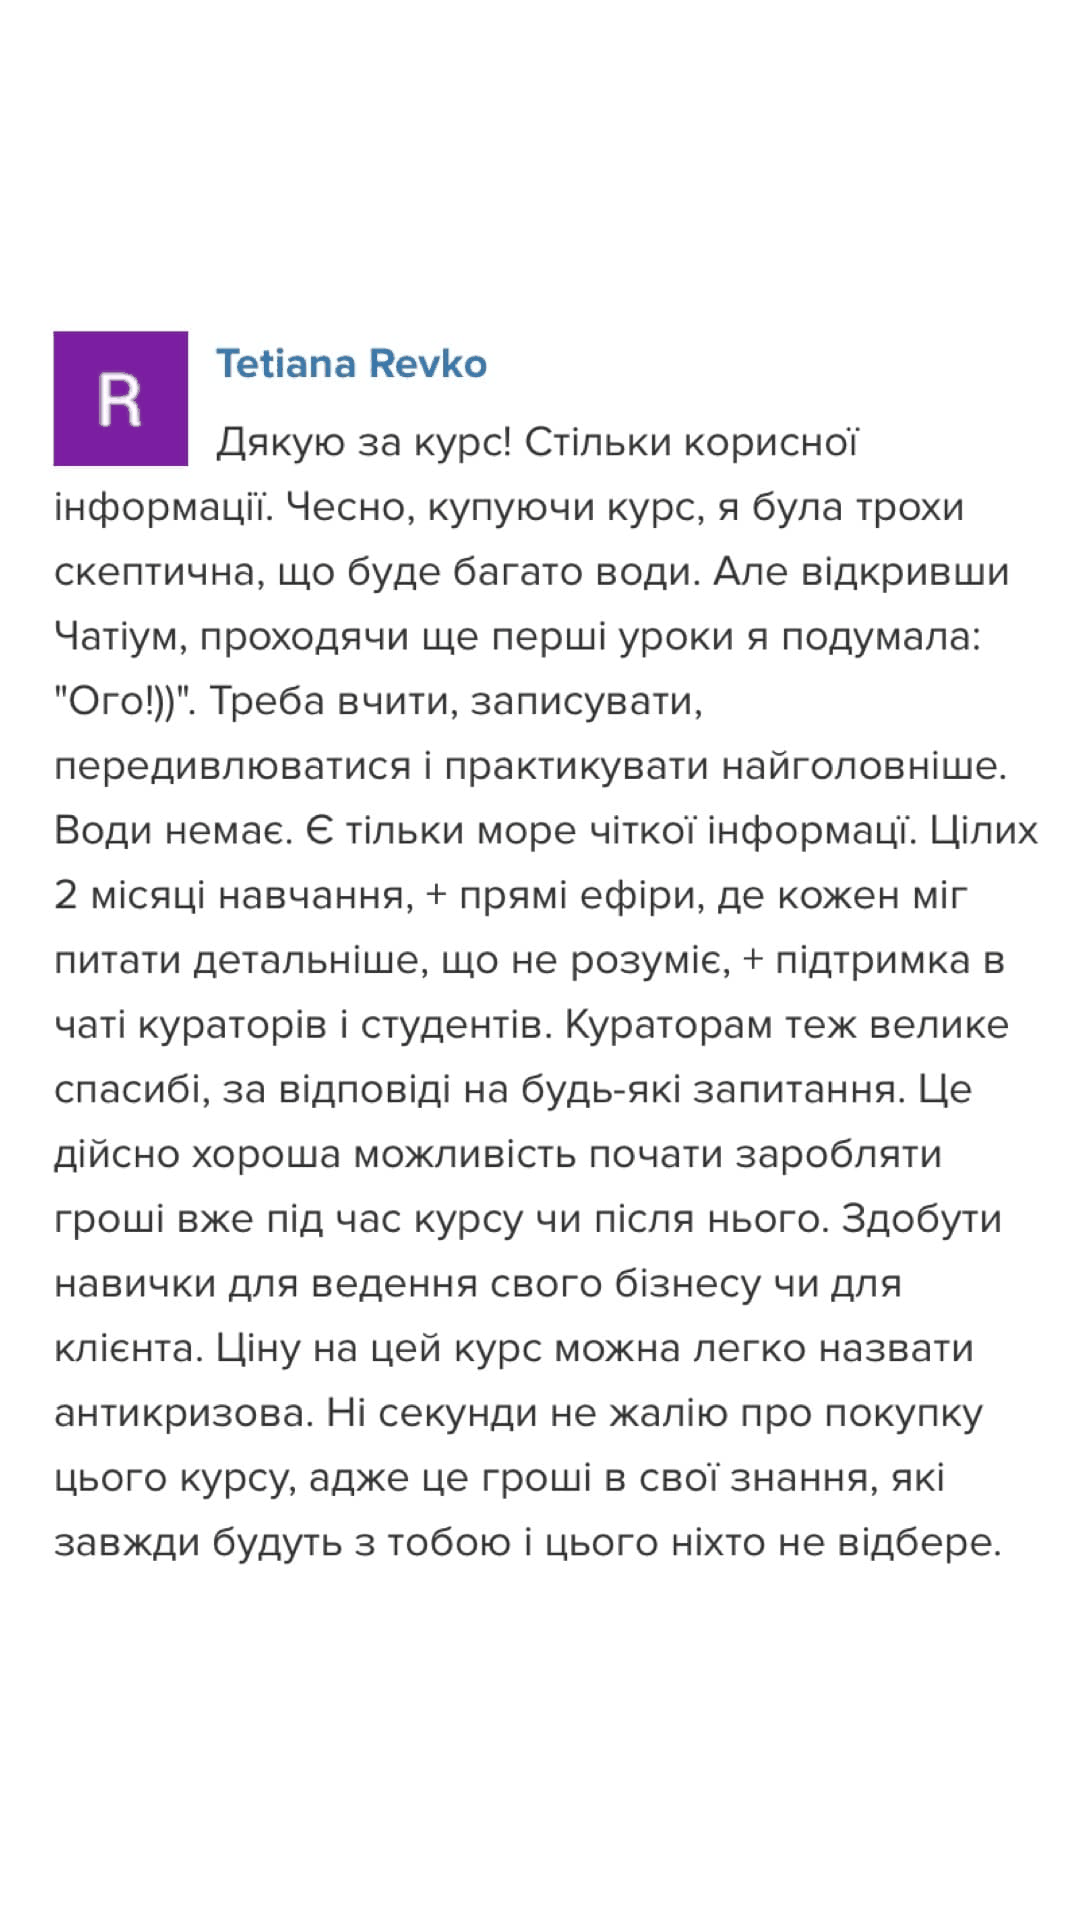 R
Tetiana Revko
Дякую за курс! Стільки корисної
інформації. Чесно, купуючи курс, я була трохи
скептична, що буде багато води. Але відкривши
Чатіум, проходячи ще перші уроки я подумала:
"Ого!))". Треба вчити, записувати,
передивлюватися і практикувати найголовніше.
Води немає. Є тільки море чіткої інформаці. Цілих
2 місяці навчання, + прямі ефіри, де кожен міг
питати детальніше, що не розуміє, + підтримка в
чаті кураторів і студентів. Кураторам теж велике
спасибі, за відповіді на будь-які запитання. Це
дійсно хороша можливість почати заробляти
гроші вже під час курсу чи після нього. Здобути
навички для ведення свого бізнесу чи для
клієнта. Ціну на цей курс можна легко назвати
антикризова. Ні секунди не жалію про покупку
цього курсу, адже це гроші в свої знання, які
завжди будуть з тобою і цього ніхто не відбере.